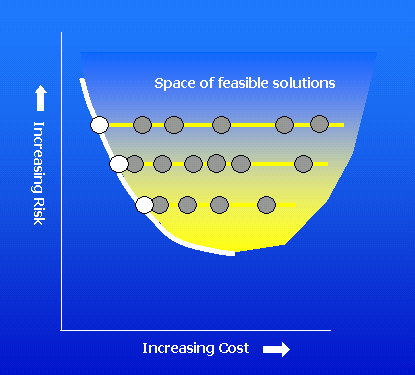 Space of feasible solutions
Increasing Risk
Increasing Cost